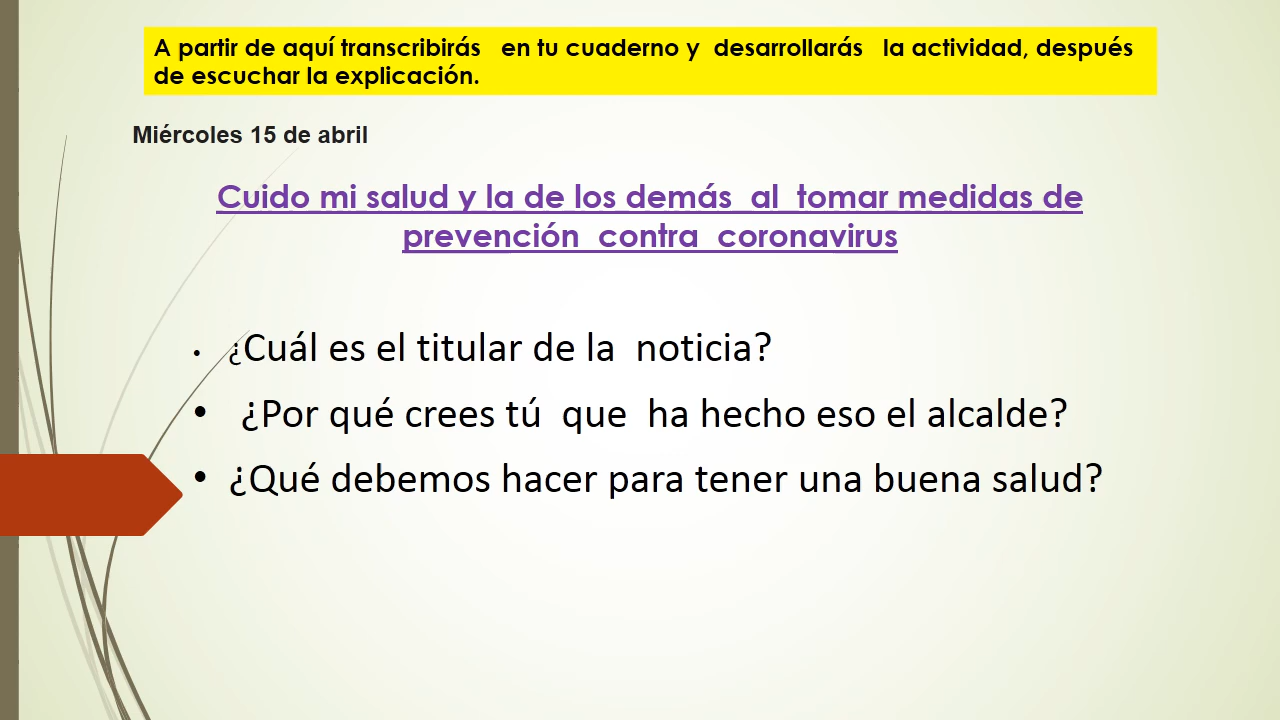 A partir de aquí transcribirás en tu cuaderno y desarrollarás la actividad, después
de escuchar la explicación.
Miércoles 15 de abril
Cuido mi salud y la de los demás al tomar medidas de
prevención contra coronavirus
• ¿Cuál es el titular de la noticia?
• ¿Por qué crees tú que ha hecho eso el alcalde?
• ¿Qué debemos hacer para tener una buena salud?